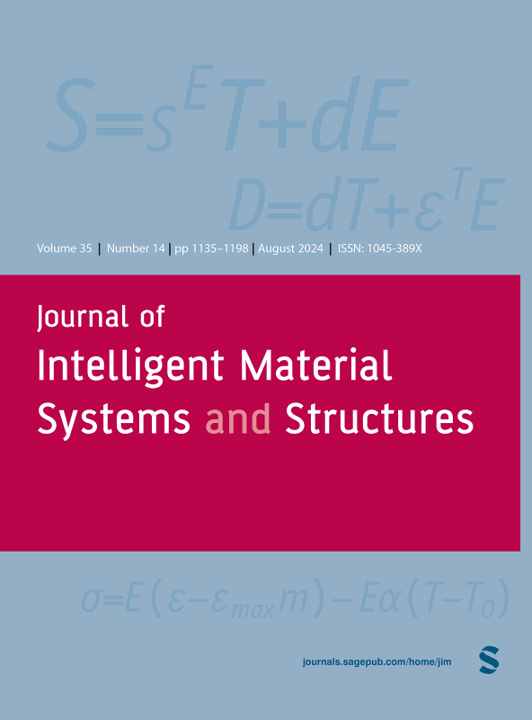 S=s^E T+dE
D=dT+ε^T E
Volume 35 | Number 14 | pp 1135–1198 | August 2024 | ISSN: 1045-389X
Journal of
Intelligent Material
Systems and Structures
σ=E(ε−ε_max m)−Eα(T−T_0)
journals.sagepub.com/home/jim